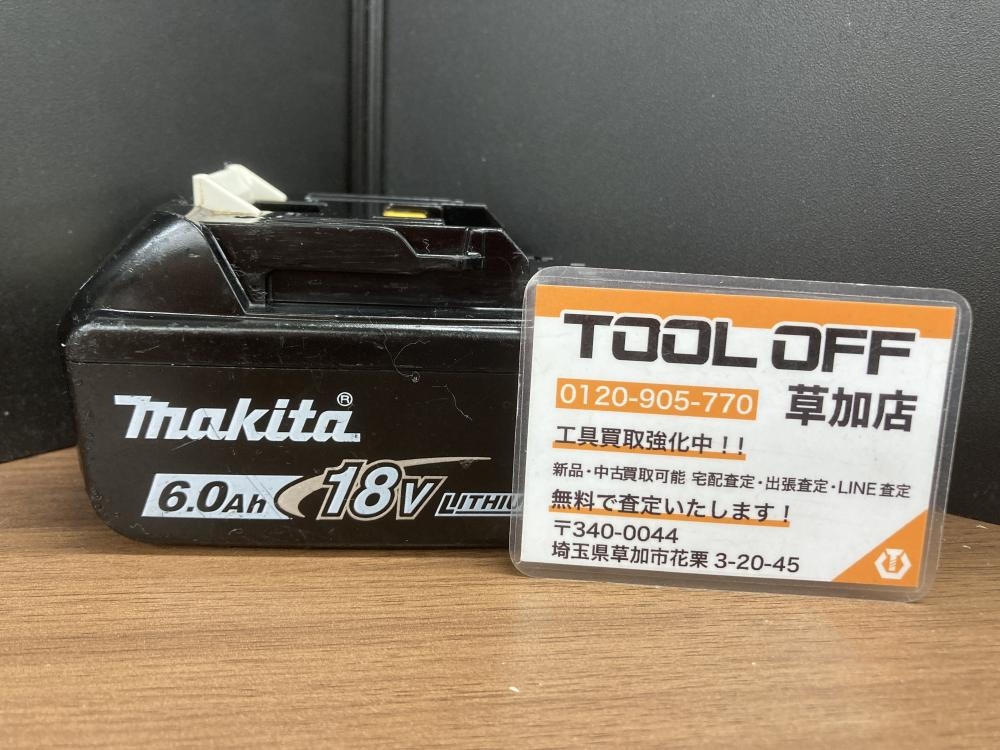 makita®
6.0Ah 18V LITHIU
TOOL OFF
0120-905-770 草加店
工具買取強化中!!
新品・中古買取可能 宅配査定・出張査定・LINE査定
無料で査定いたします!
〒340-0044
埼玉県草加市花栗 3-20-45